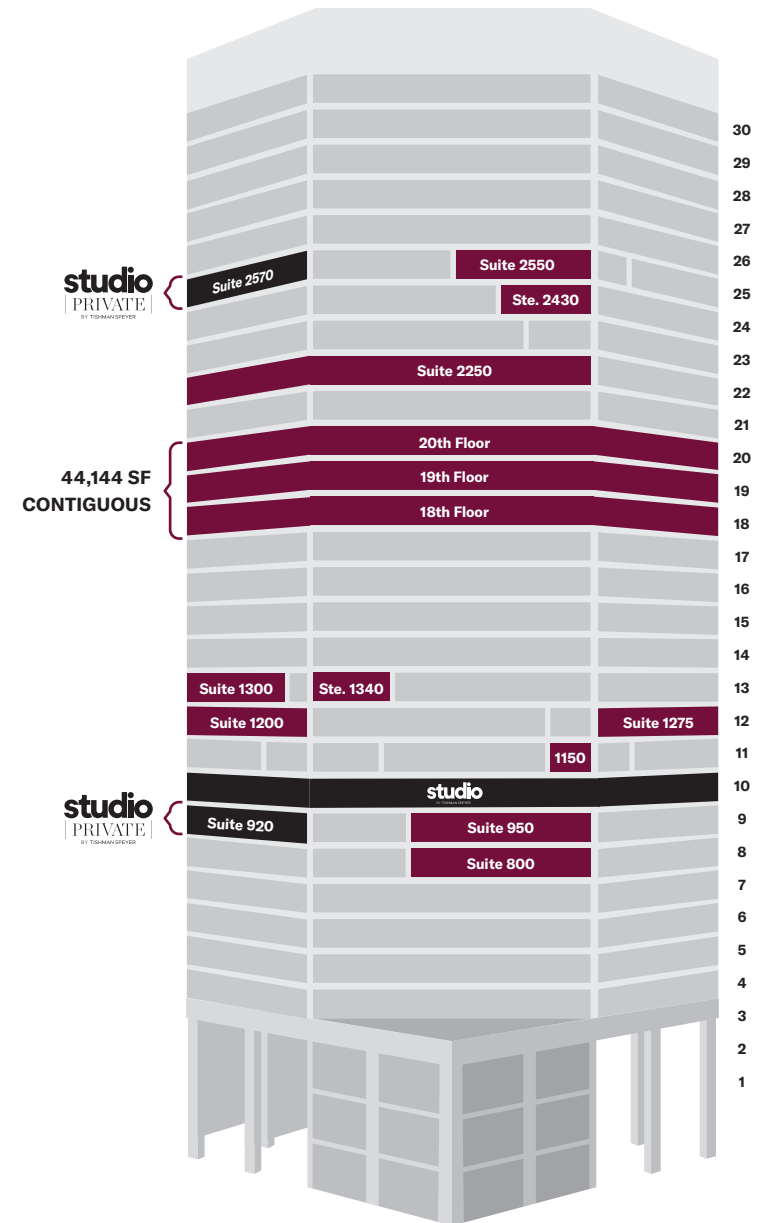 30
29
28
27
26
Suite 2550
studio
PRIVATE
BY TISHMAN SPEYER
Suite 2570
25
Ste. 2430
24
23
Suite 2250
22
21
20th Floor
20
44,144 SF
CONTIGUOUS
19th Floor
19
18th Floor
18
17
16
15
14
Suite 1300
Ste. 1340
13
Suite 1200
Suite 1275
12
1150
11
studio
BY TISHMAN SPEYER
10
studio
PRIVATE
BY TISHMAN SPEYER
Suite 920
Suite 950
9
Suite 800
8
7
6
5
4
3
2
1